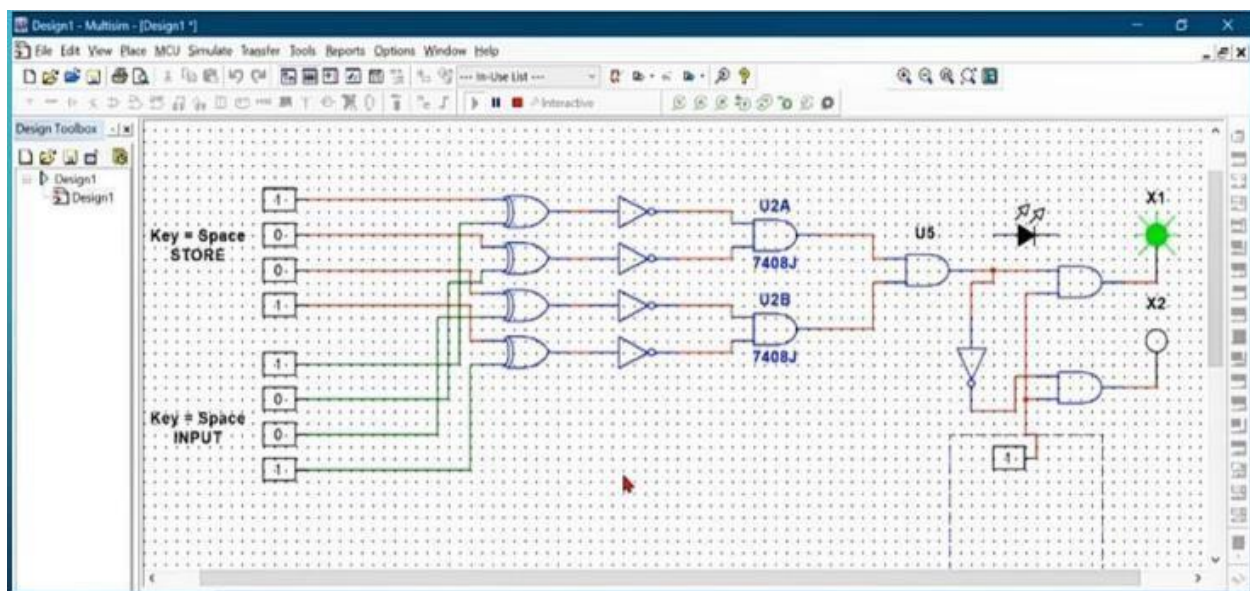 Design1 - Multisim - [Design1 *]
File Edit View Place MCU Simulate Transfer Tools Reports Options Window Help
--- In-Use List ---
Interactive
Design Toolbox
Design1
Design1
1
Key = Space
STORE
0
0
1
1
Key = Space
INPUT
0
0
1
U2A
7408J
U2B
7408J
U5
X1
X2
1